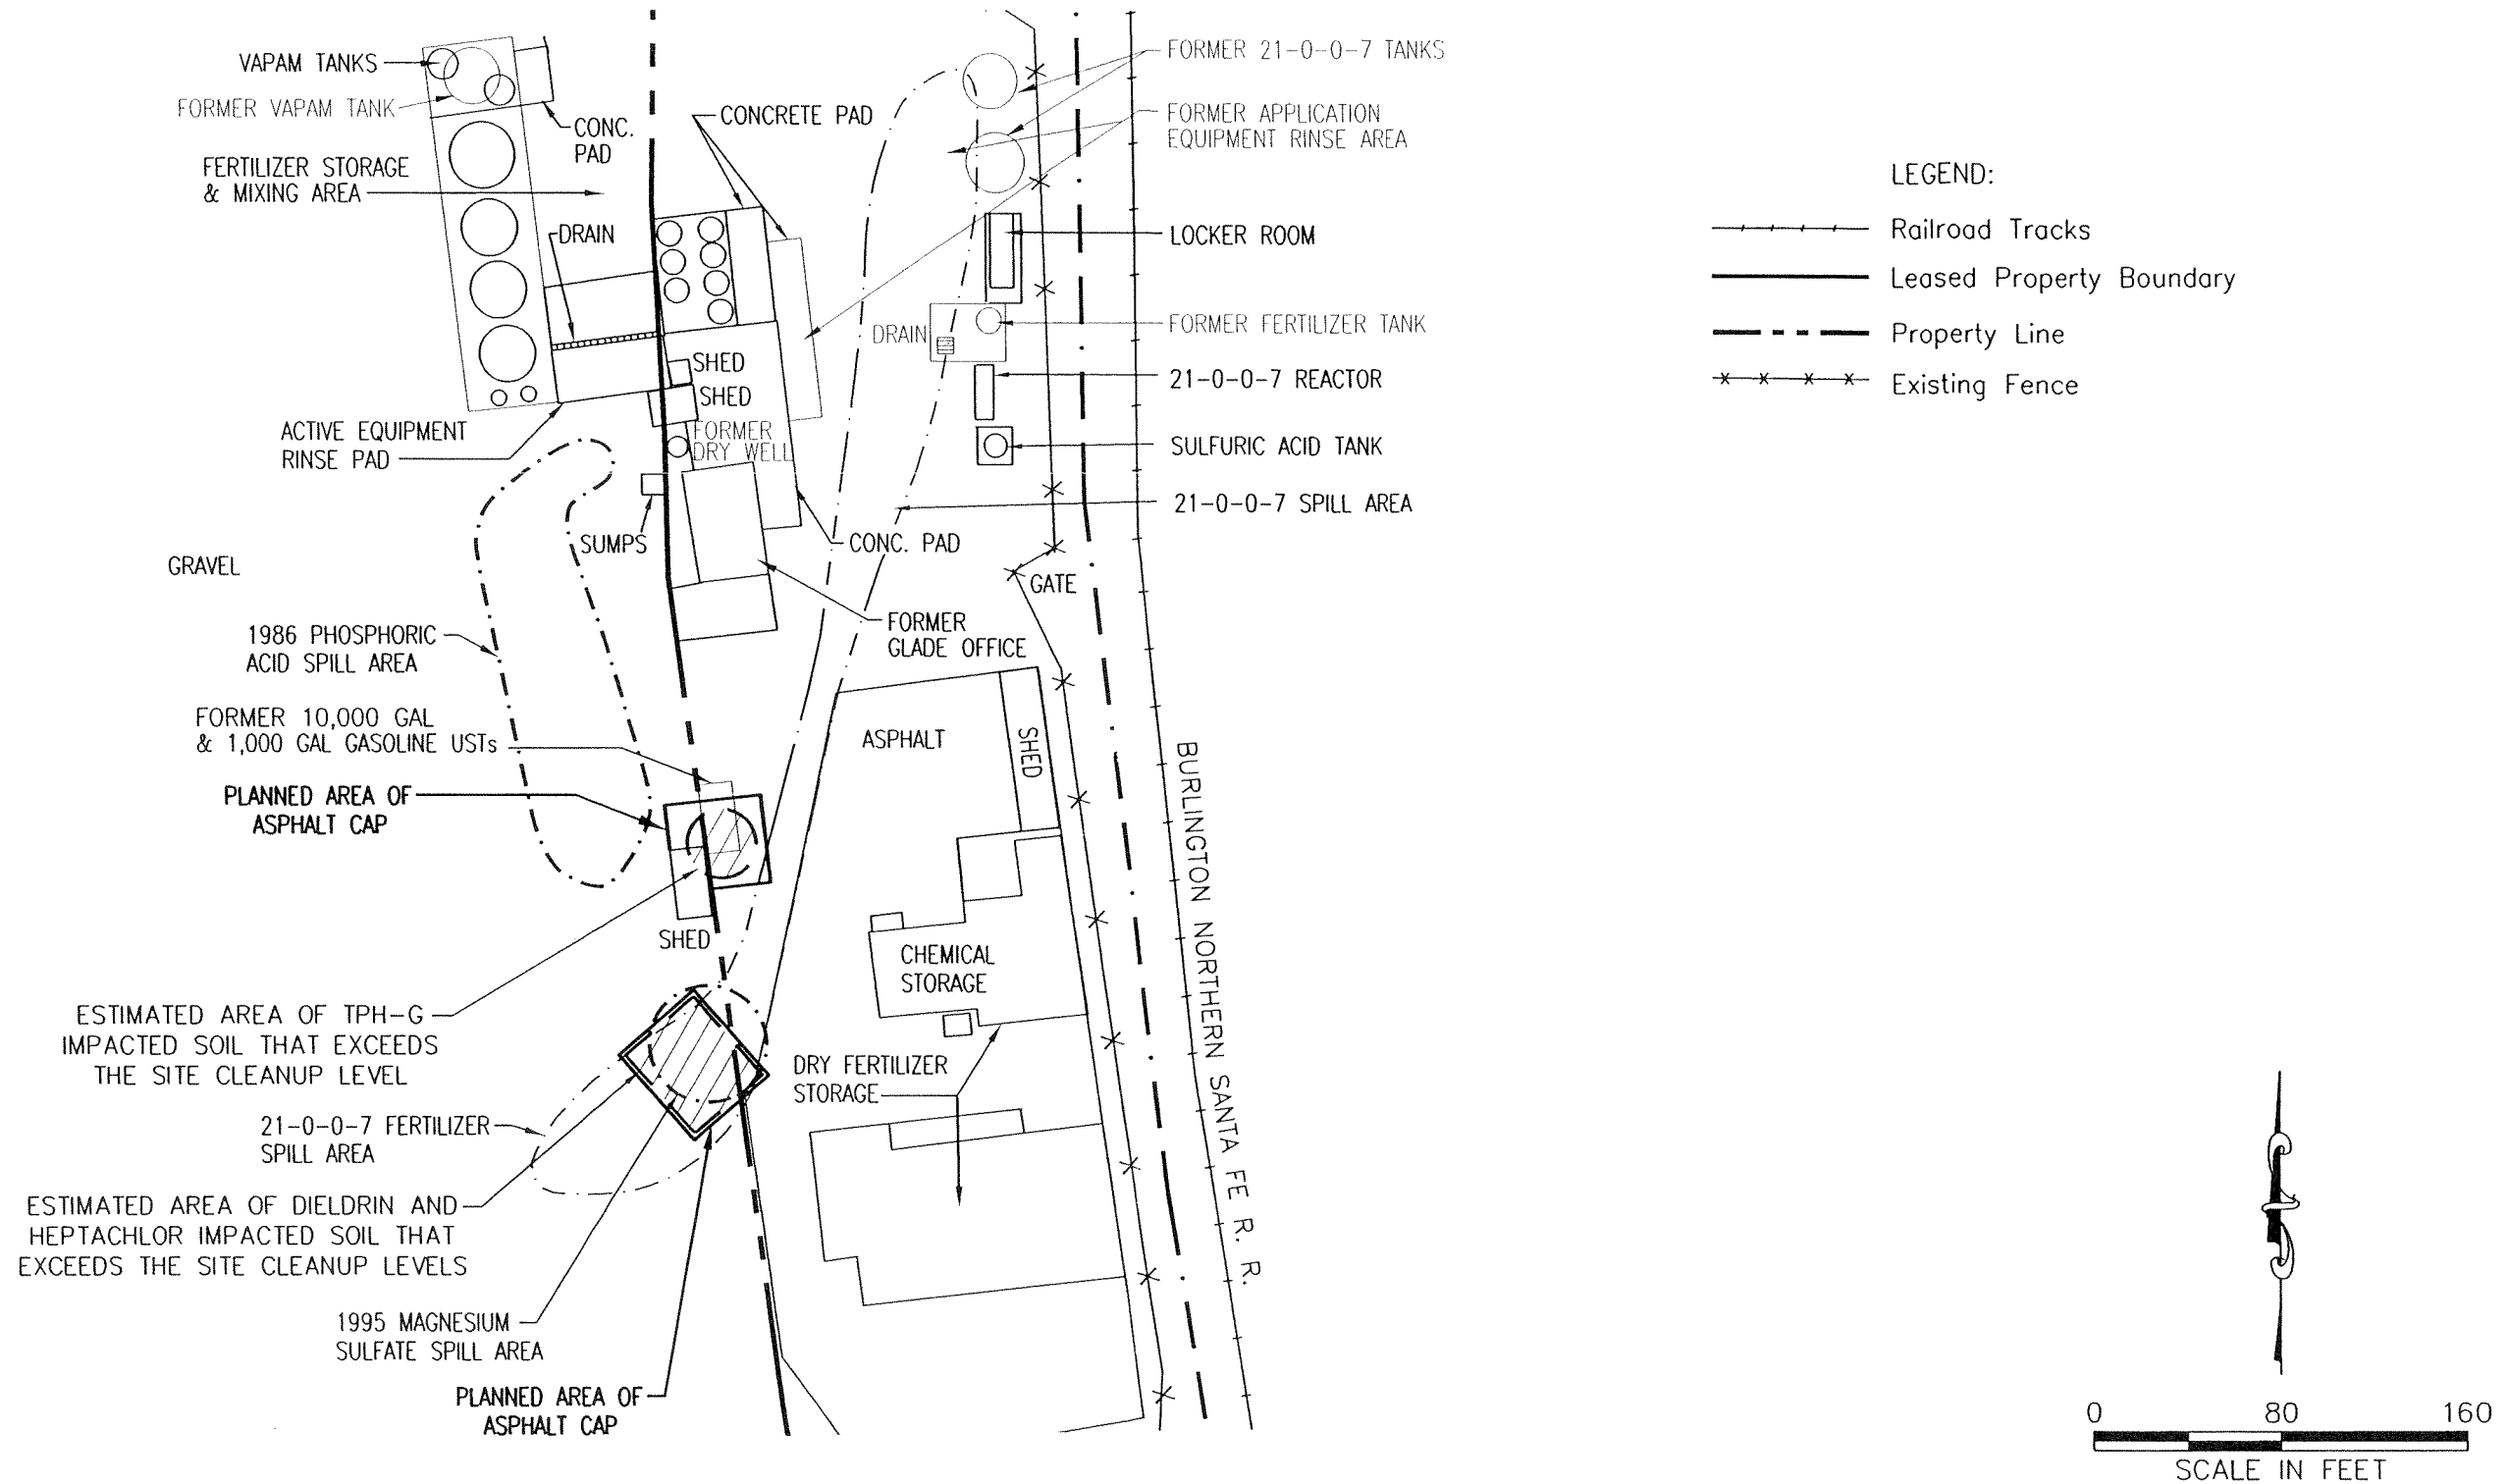 VAPAM TANKS
FORMER VAPAM TANK
CONC.
PAD
FERTILIZER STORAGE
& MIXING AREA
DRAIN
CONCRETE PAD
FORMER 21-0-0-7 TANKS
FORMER APPLICATION
EQUIPMENT RINSE AREA
LOCKER ROOM
DRAIN
FORMER FERTILIZER TANK
SHED
SHED
21-0-0-7 REACTOR
FORMER
DRY WELL
SULFURIC ACID TANK
ACTIVE EQUIPMENT
RINSE PAD
21-0-0-7 SPILL AREA
SUMPS
CONC. PAD
GRAVEL
GATE
FORMER
GLADE OFFICE
1986 PHOSPHORIC
ACID SPILL AREA
FORMER 10,000 GAL
& 1,000 GAL GASOLINE USTs
ASPHALT
SHED
PLANNED AREA OF
ASPHALT CAP
BURLINGTON NORTHERN SANTA FE R. R.
SHED
CHEMICAL
STORAGE
ESTIMATED AREA OF TPH-G
IMPACTED SOIL THAT EXCEEDS
THE SITE CLEANUP LEVEL
DRY FERTILIZER
STORAGE
21-0-0-7 FERTILIZER
SPILL AREA
ESTIMATED AREA OF DIELDRIN AND
HEPTACHLOR IMPACTED SOIL THAT
EXCEEDS THE SITE CLEANUP LEVELS
1995 MAGNESIUM
SULFATE SPILL AREA
PLANNED AREA OF
ASPHALT CAP
LEGEND:
Railroad Tracks
Leased Property Boundary
Property Line
Existing Fence
0 80 160
SCALE IN FEET